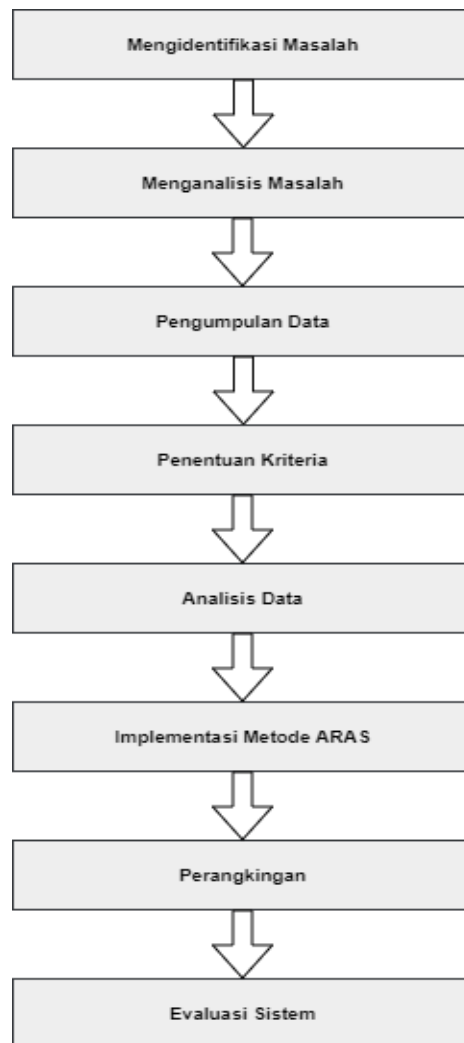 Mengidentifikasi Masalah
Menganalisis Masalah
Pengumpulan Data
Penentuan Kriteria
Analisis Data
Implementasi Metode ARAS
Perangkingan
Evaluasi Sistem